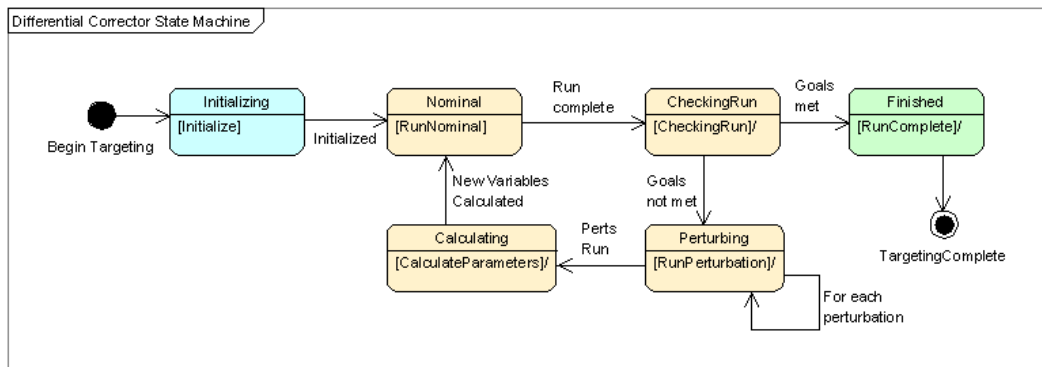 Differential Corrector State Machine
Begin Targeting
Initializing
[Initialize]
Initialized
Nominal
[RunNominal]
Run
complete
CheckingRun
[CheckingRun]/
Goals
met
Finished
[RunComplete]/
TargetingComplete
Goals
not met
Perturbing
[RunPerturbation]/
For each
perturbation
Perts
Run
Calculating
[CalculateParameters]/
New Variables
Calculated